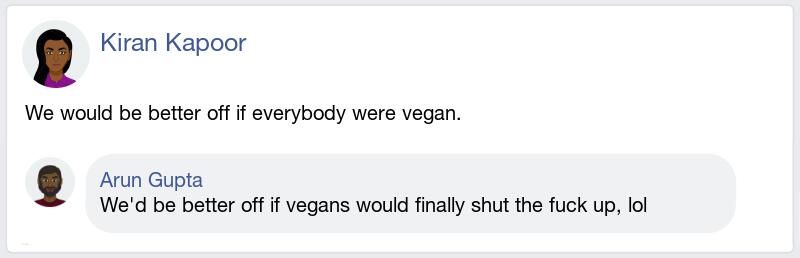 Kiran Kapoor
We would be better off if everybody were vegan.
Arun Gupta
We'd be better off if vegans would finally shut the fuck up, lol